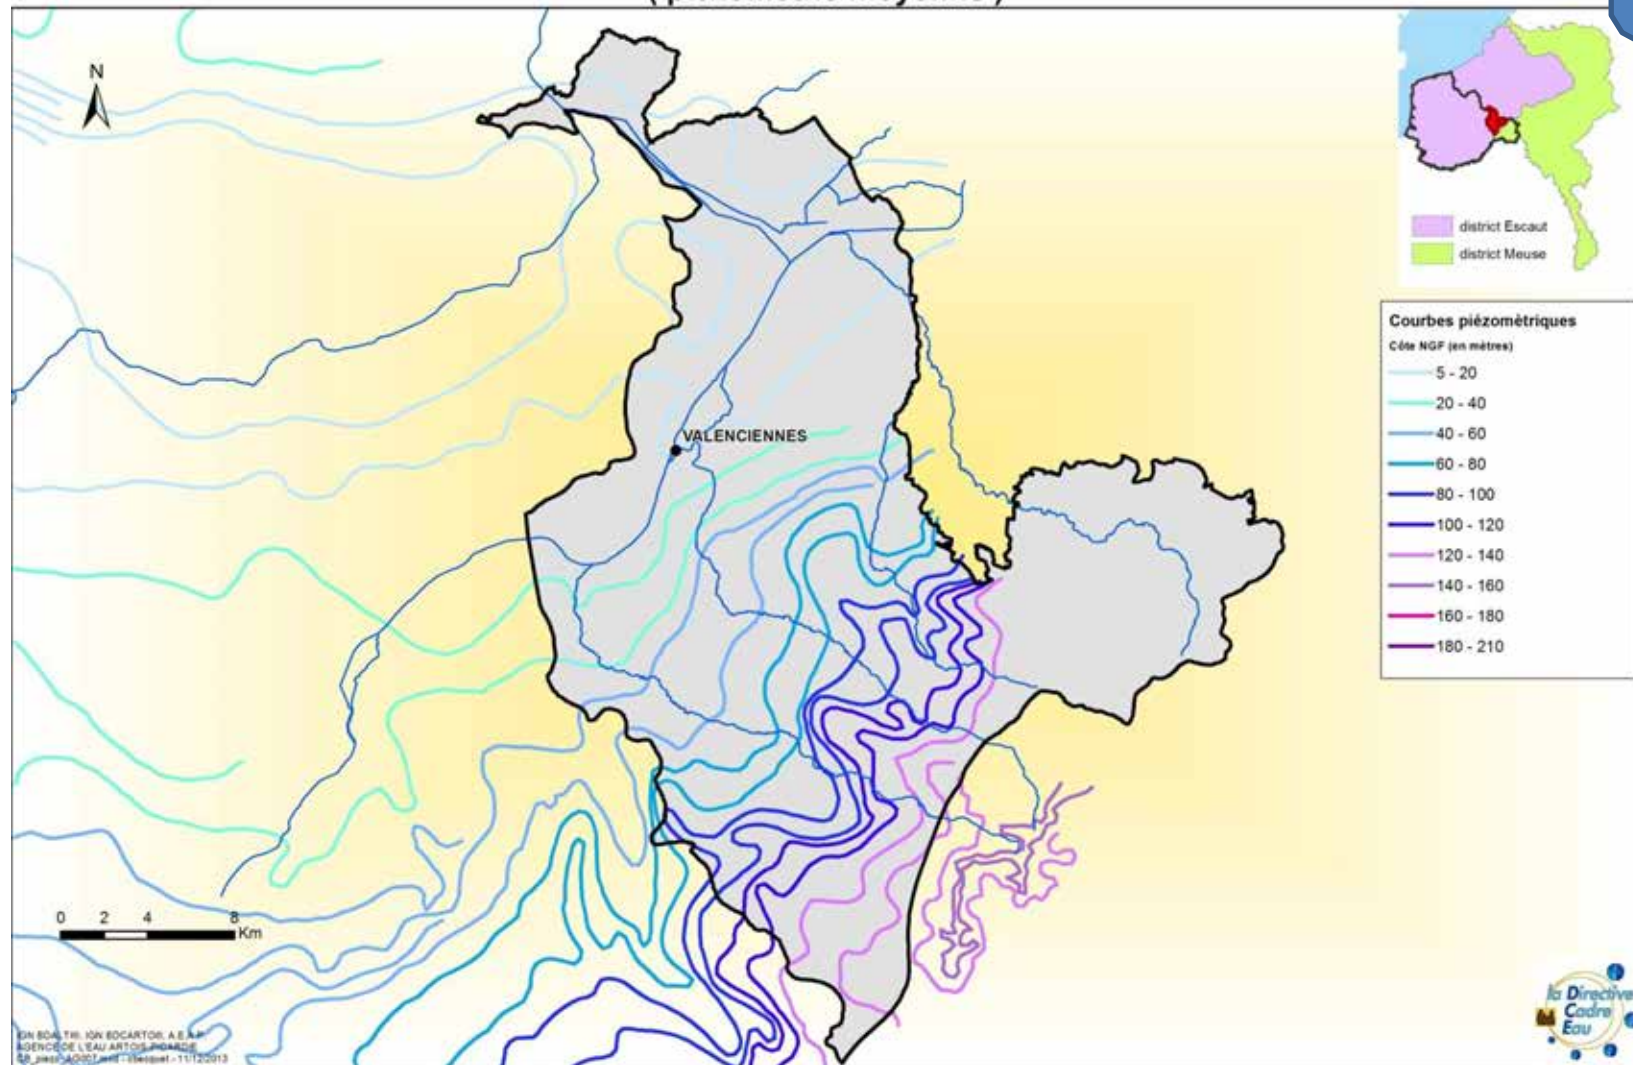 N
VALENCIENNES
0 2 4 8
Km
district Escaut
district Meuse
Courbes piézomètriques
Côte NGF (en mètres)
5 - 20
20 - 40
40 - 60
60 - 80
80 - 100
100 - 120
120 - 140
140 - 160
160 - 180
180 - 210
AGENCE DE L'EAU ARTOIS PICARDIE
la Directive
Cadre
Eau